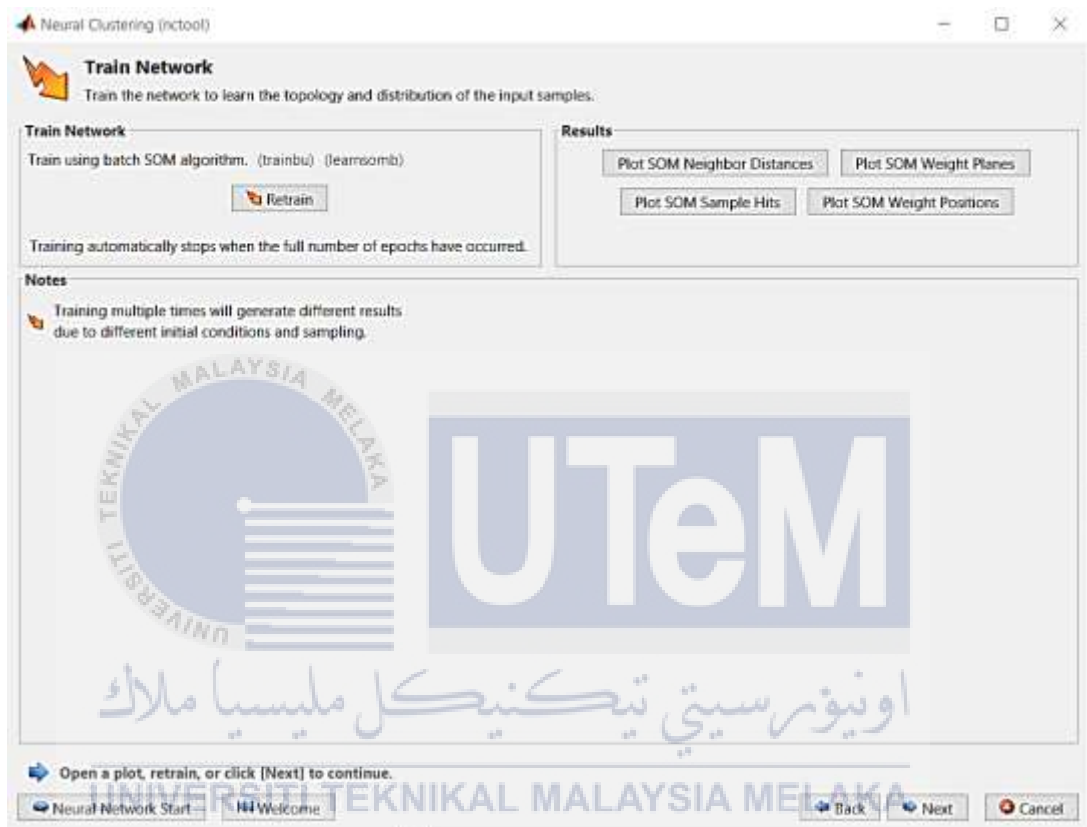 Neural Clustering (nctool)
Train Network
Train the network to learn the topology and distribution of the input samples.
Train Network
Train using batch SOM algorithm. (trainbu) (learnsomb)
Retrain
Training automatically stops when the full number of epochs have occurred.
Results
Plot SOM Neighbor Distances
Plot SOM Weight Planes
Plot SOM Sample Hits
Plot SOM Weight Positions
Notes
Training multiple times will generate different results
due to different initial conditions and sampling.
UNIVERSITI TEKNIKAL MALAYSIA MELAKA
UTeM
اونيۏرسيتي تيكنيكل مليسيا ملاك
Open a plot, retrain, or click [Next] to continue.
UNIVERSITI TEKNIKAL MALAYSIA MELAKA
Neural Network Start
Welcome
Back
Next
Cancel